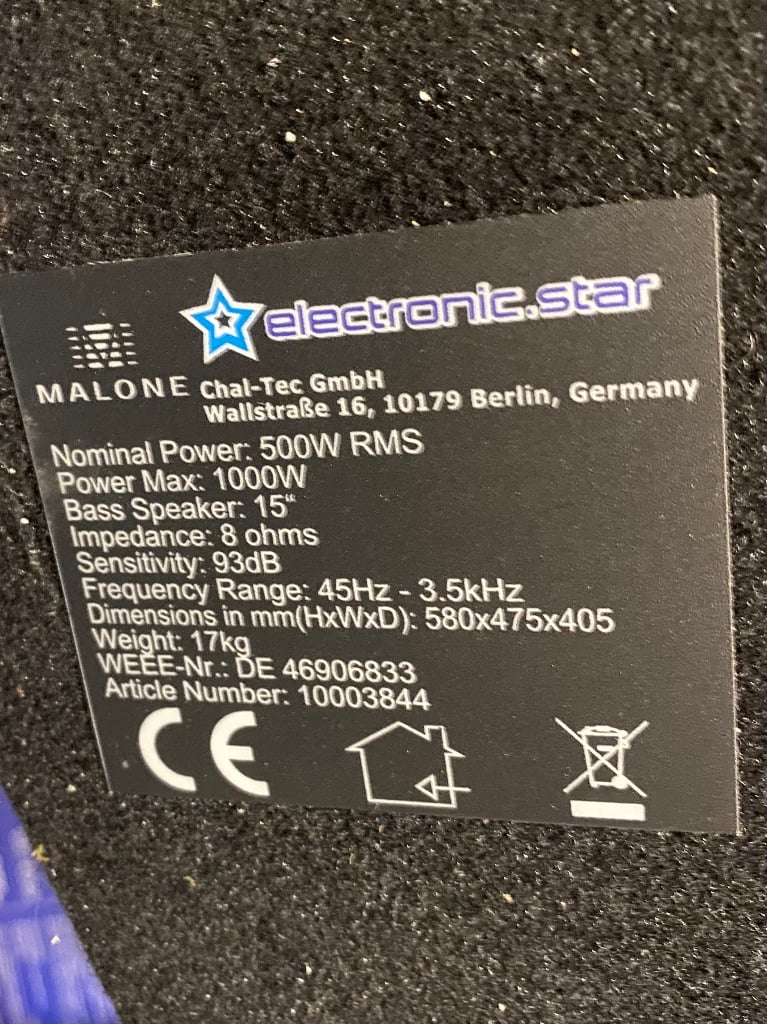 electronic.star
MALONE
Chal-Tec GmbH
Wallstraße 16, 10179 Berlin, Germany
Nominal Power: 500W RMS
Power Max: 1000W
Bass Speaker: 15“
Impedance: 8 ohms
Sensitivity: 93dB
Frequency Range: 45Hz - 3.5kHz
Dimensions in mm(HxWxD): 580x475x405
Weight: 17kg
WEEE-Nr.: DE 46906833
Article Number: 10003844
CE